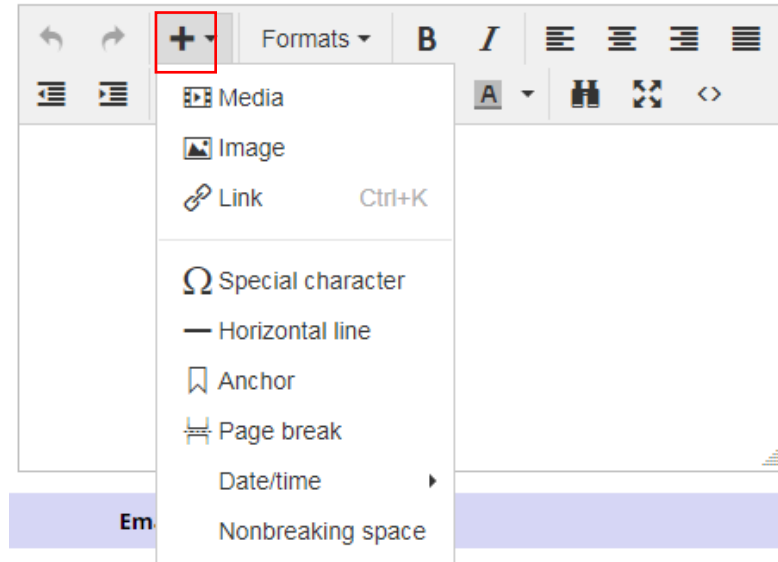 Formats B I
Media
A
Image
Link Ctrl+K
Special character
Horizontal line
Anchor
Page break
Date/time
Nonbreaking space